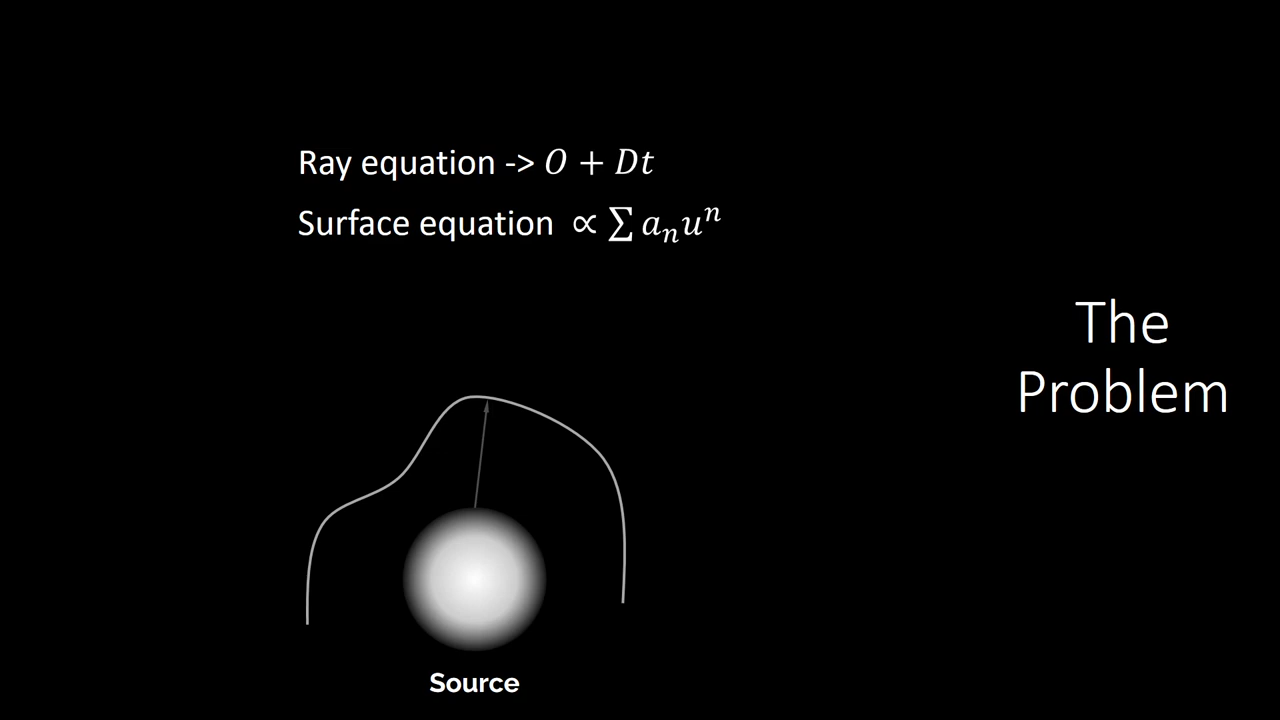 Ray equation -> 𝑂 + 𝐷𝑡
Surface equation ∝ ∑ 𝑎ₙ𝑢ⁿ
The
Problem
Source